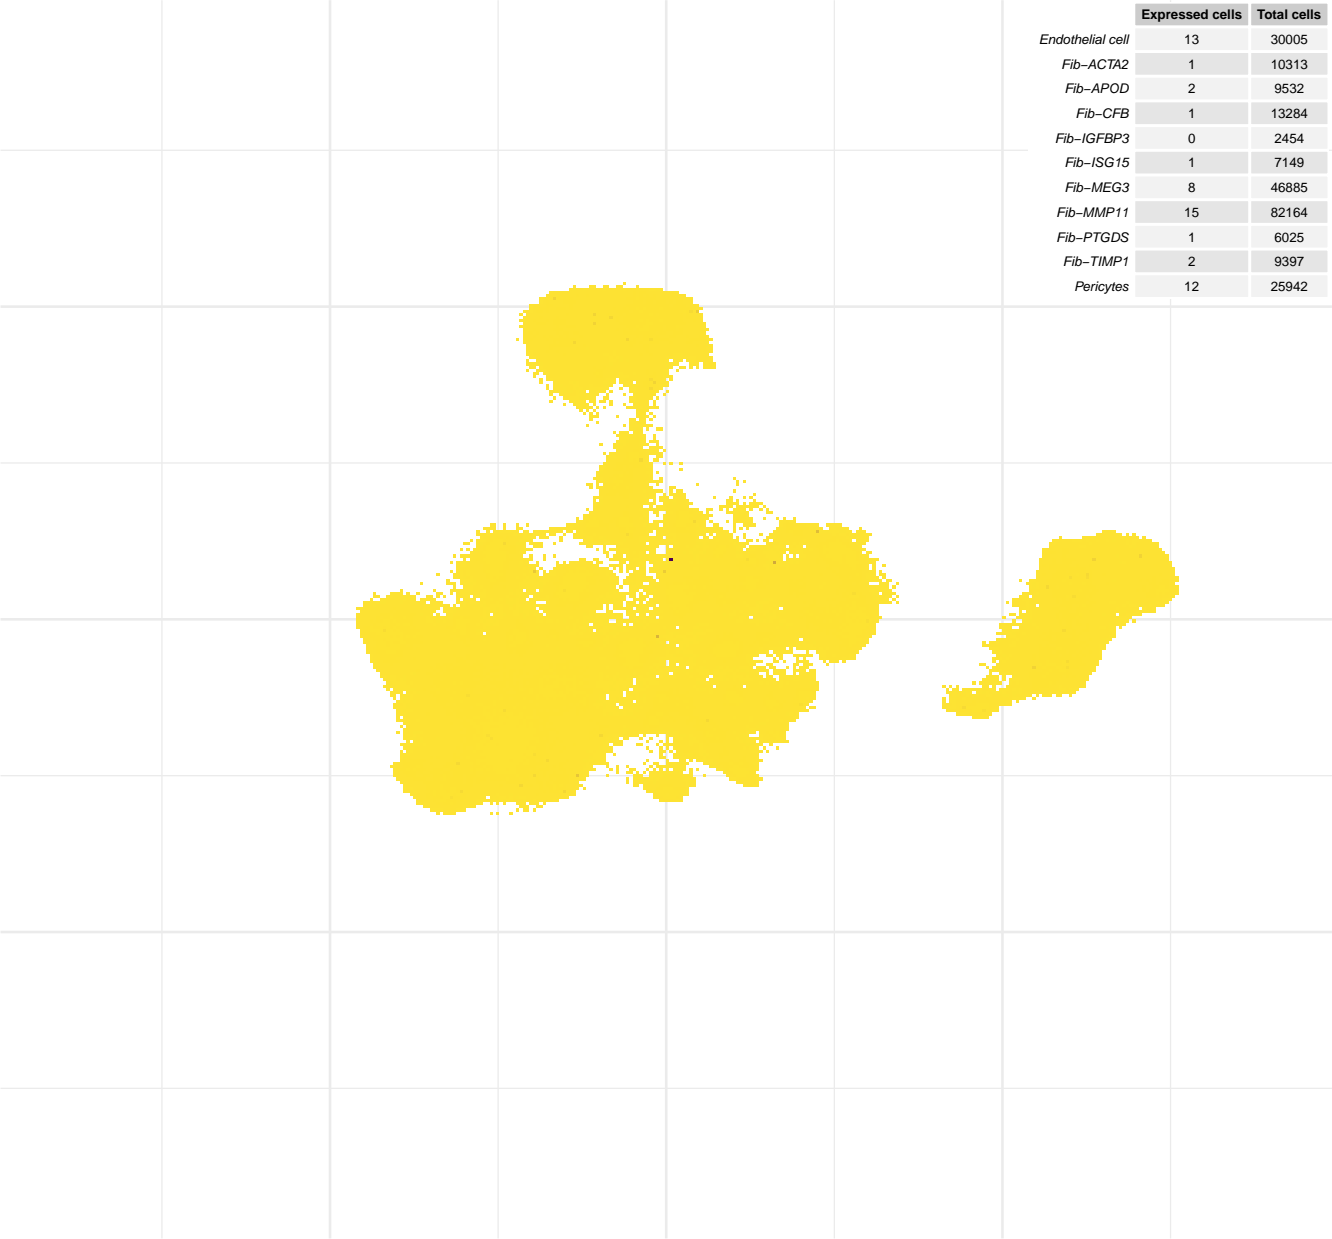 Expressed cells Total cells
Endothelial cell 13 30005
Fib−ACTA2 1 10313
Fib−APOD 2 9532
Fib−CFB 1 13284
Fib−IGFBP3 0 2454
Fib−ISG15 1 7149
Fib−MEG3 8 46885
Fib−MMP11 15 82164
Fib−PTGDS 1 6025
Fib−TIMP1 2 9397
Pericytes 12 25942